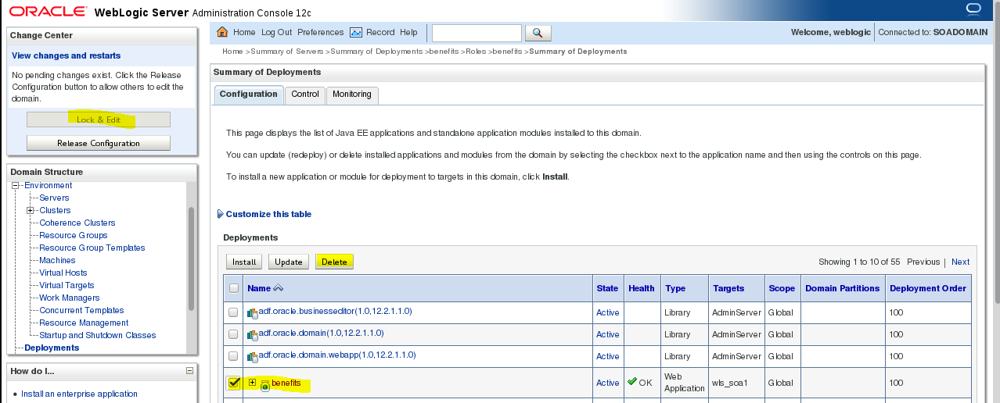 ORACLE WebLogic Server Administration Console 12c
Change Center
View changes and restarts
No pending changes exist. Click the Release
Configuration button to allow others to edit the
domain.
Lock & Edit
Release Configuration
Domain Structure
Environment
Servers
Clusters
Coherence Clusters
Resource Groups
Resource Group Templates
Machines
Virtual Hosts
Virtual Targets
Work Managers
Concurrent Templates
Resource Management
Startup and Shutdown Classes
Deployments
How do I...
Install an enterprise application
Home Log Out Preferences Record Help
Welcome, weblogic Connected to: SOADOMAIN
Home >Summary of Servers >Summary of Deployments >benefits >Roles >benefits >Summary of Deployments
Summary of Deployments
Configuration Control Monitoring
This page displays the list of Java EE applications and standalone application modules installed to this domain.
You can update (redeploy) or delete installed applications and modules from the domain by selecting the checkbox next to the application name and then using the controls on this page.
To install a new application or module for deployment to targets in this domain, click Install.
Customize this table
Deployments
Install Update Delete Showing 1 to 10 of 55 Previous | Next
Name State Health Type Targets Scope Domain Partitions Deployment Order
adf.oracle.businesseditor(1.0,12.2.1.1.0) Active Library AdminServer Global 100
adf.oracle.domain(1.0,12.2.1.1.0) Active Library AdminServer Global 100
adf.oracle.domain.webapp(1.0,12.2.1.1.0) Active Library AdminServer Global 100
benefits Active OK Web Application wls_soa1 Global 100